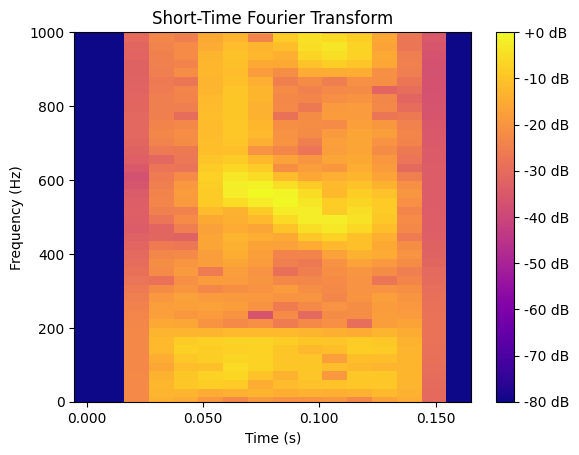 Short-Time Fourier Transform
1000
800
600
400
200
0
Frequency (Hz)
0.000
0.050
0.100
0.150
Time (s)
+0 dB
-10 dB
-20 dB
-30 dB
-40 dB
-50 dB
-60 dB
-70 dB
-80 dB